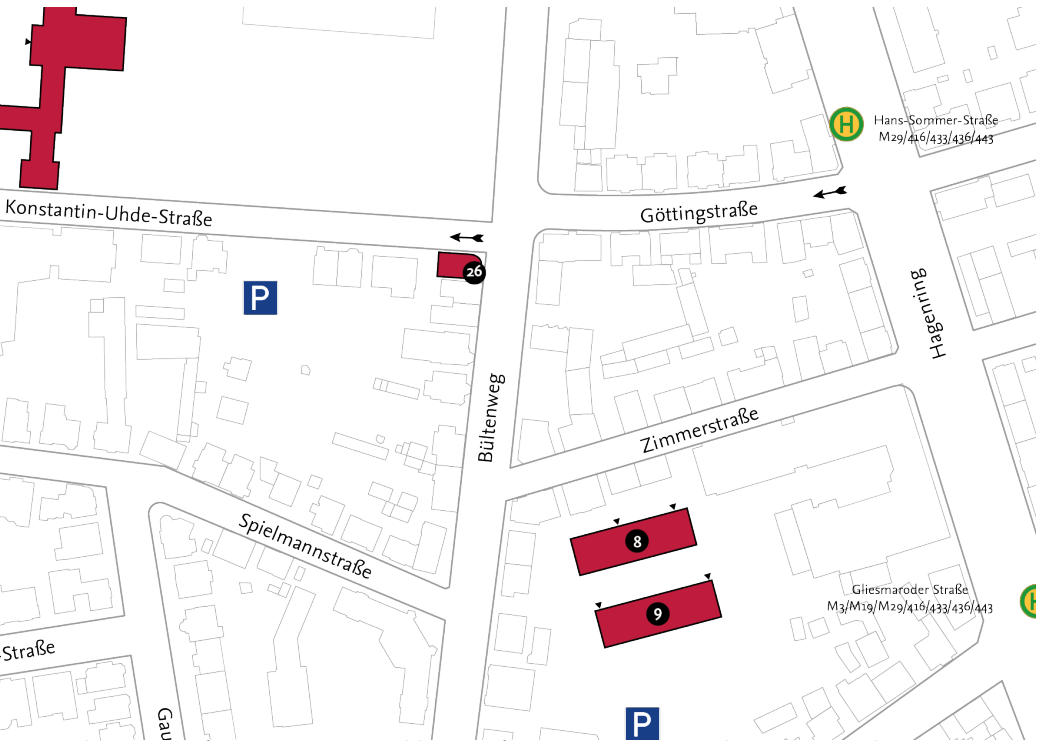 H
Hans-Sommer-Straße
M29/416/433/436/443
Konstantin-Uhde-Straße
Göttingstraße
26
P
Hagenring
Bültenweg
Zimmerstraße
Spielmannstraße
8
Gliesmaroder Straße
M3/M19/M29/416/433/436/443
H
9
-Straße
Gau
P